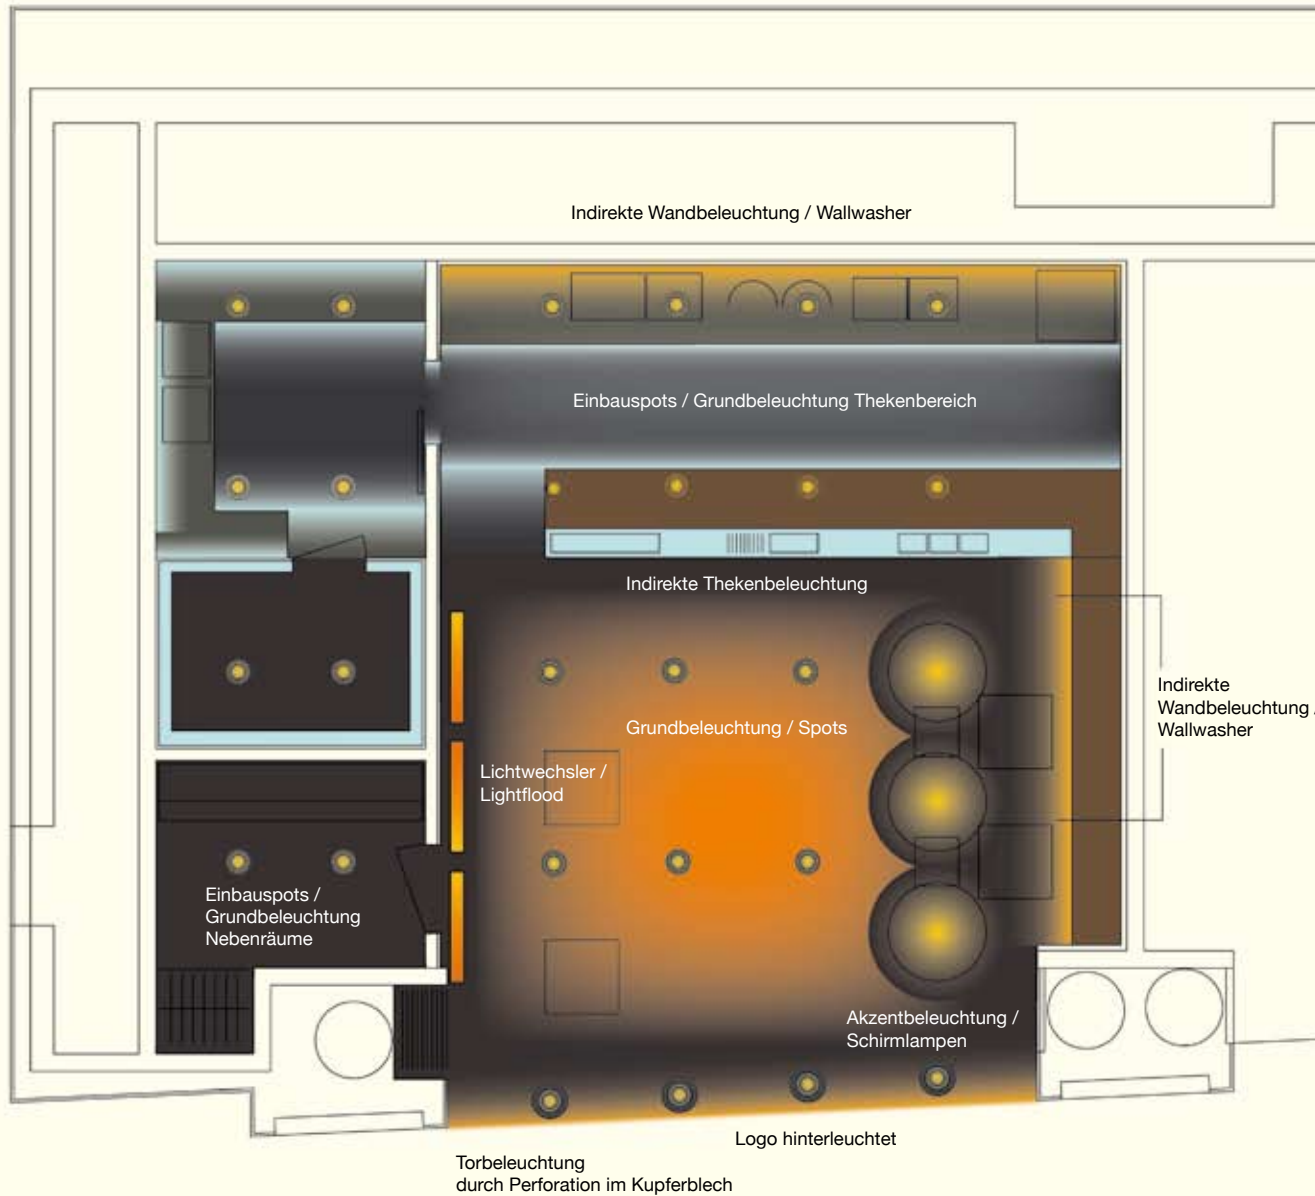 Indirekte Wandbeleuchtung / Wallwasher
Einbauspots / Grundbeleuchtung Thekenbereich
Indirekte Thekenbeleuchtung
Indirekte
Wandbeleuchtung /
Wallwasher
Grundbeleuchtung / Spots
Lichtwechsler /
Lightflood
Einbauspots /
Grundbeleuchtung
Nebenräume
Akzentbeleuchtung /
Schirmlampen
Logo hinterleuchtet
Torbeleuchtung
durch Perforation im Kupferblech